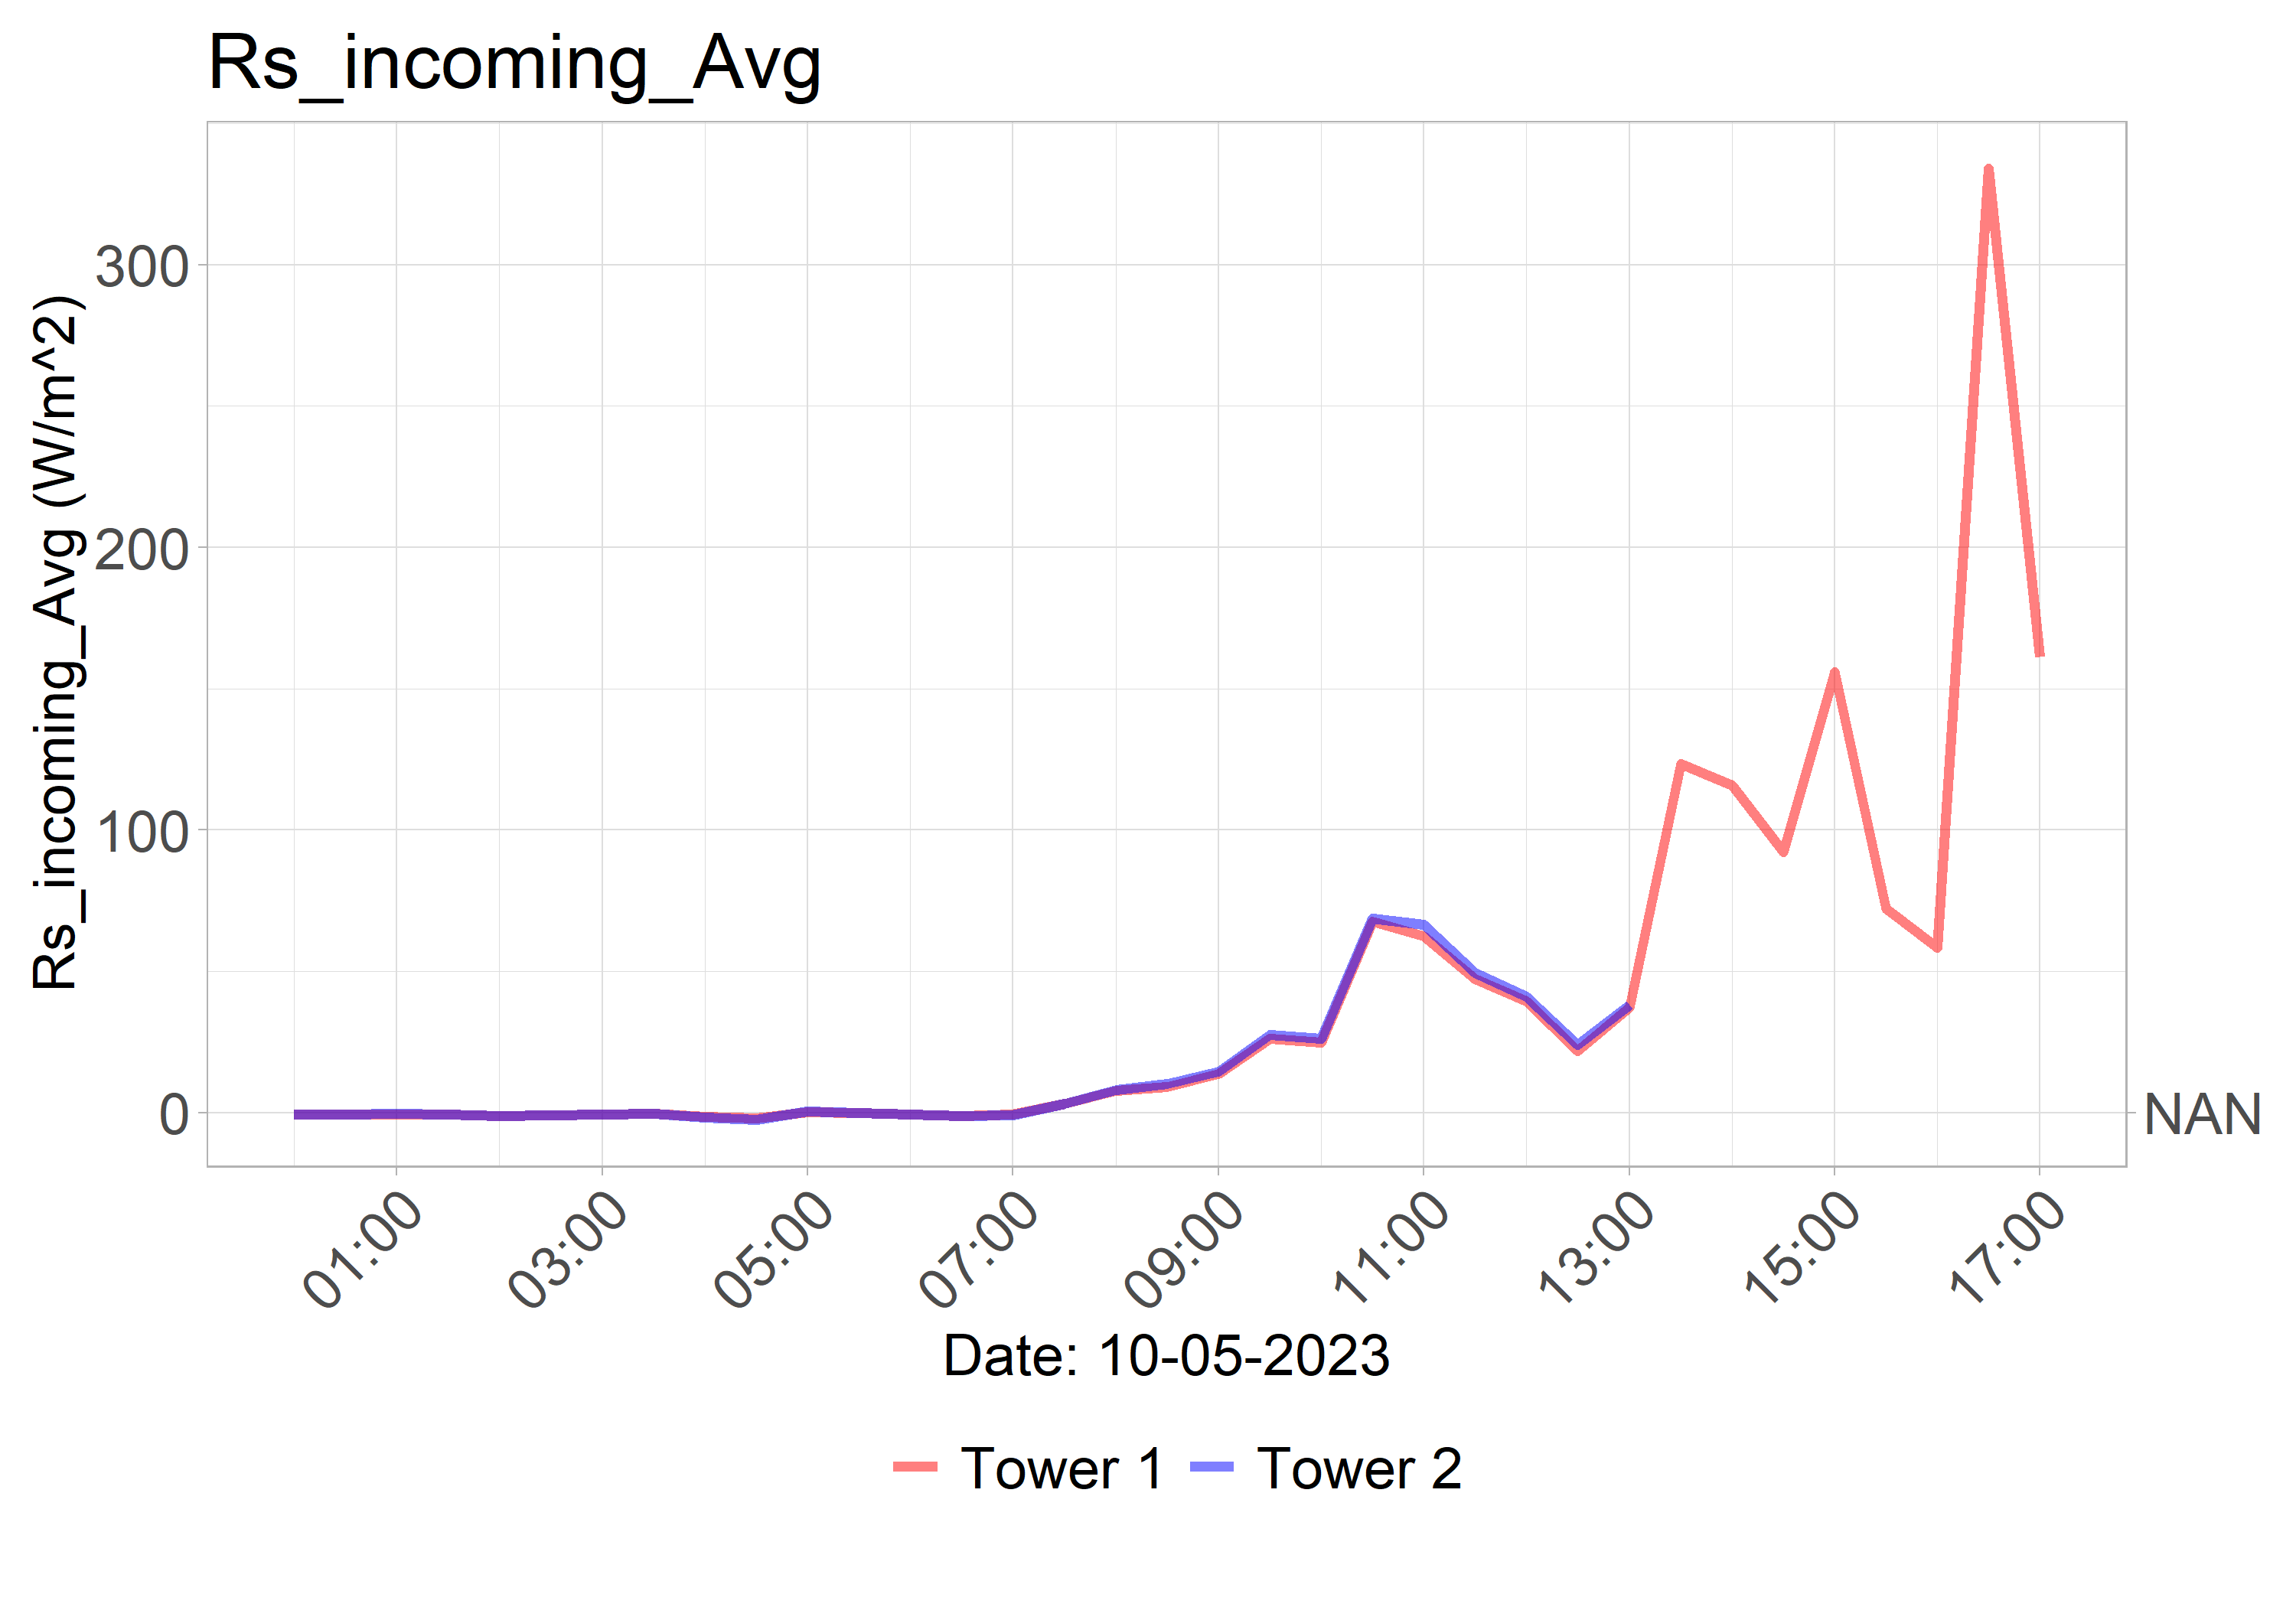 Rs_incoming_Avg
Rs_incoming_Avg (W/m^2)
300
200
100
0
NAN
01:00
03:00
05:00
07:00
09:00
11:00
13:00
15:00
17:00
Date: 10-05-2023
Tower 1
Tower 2